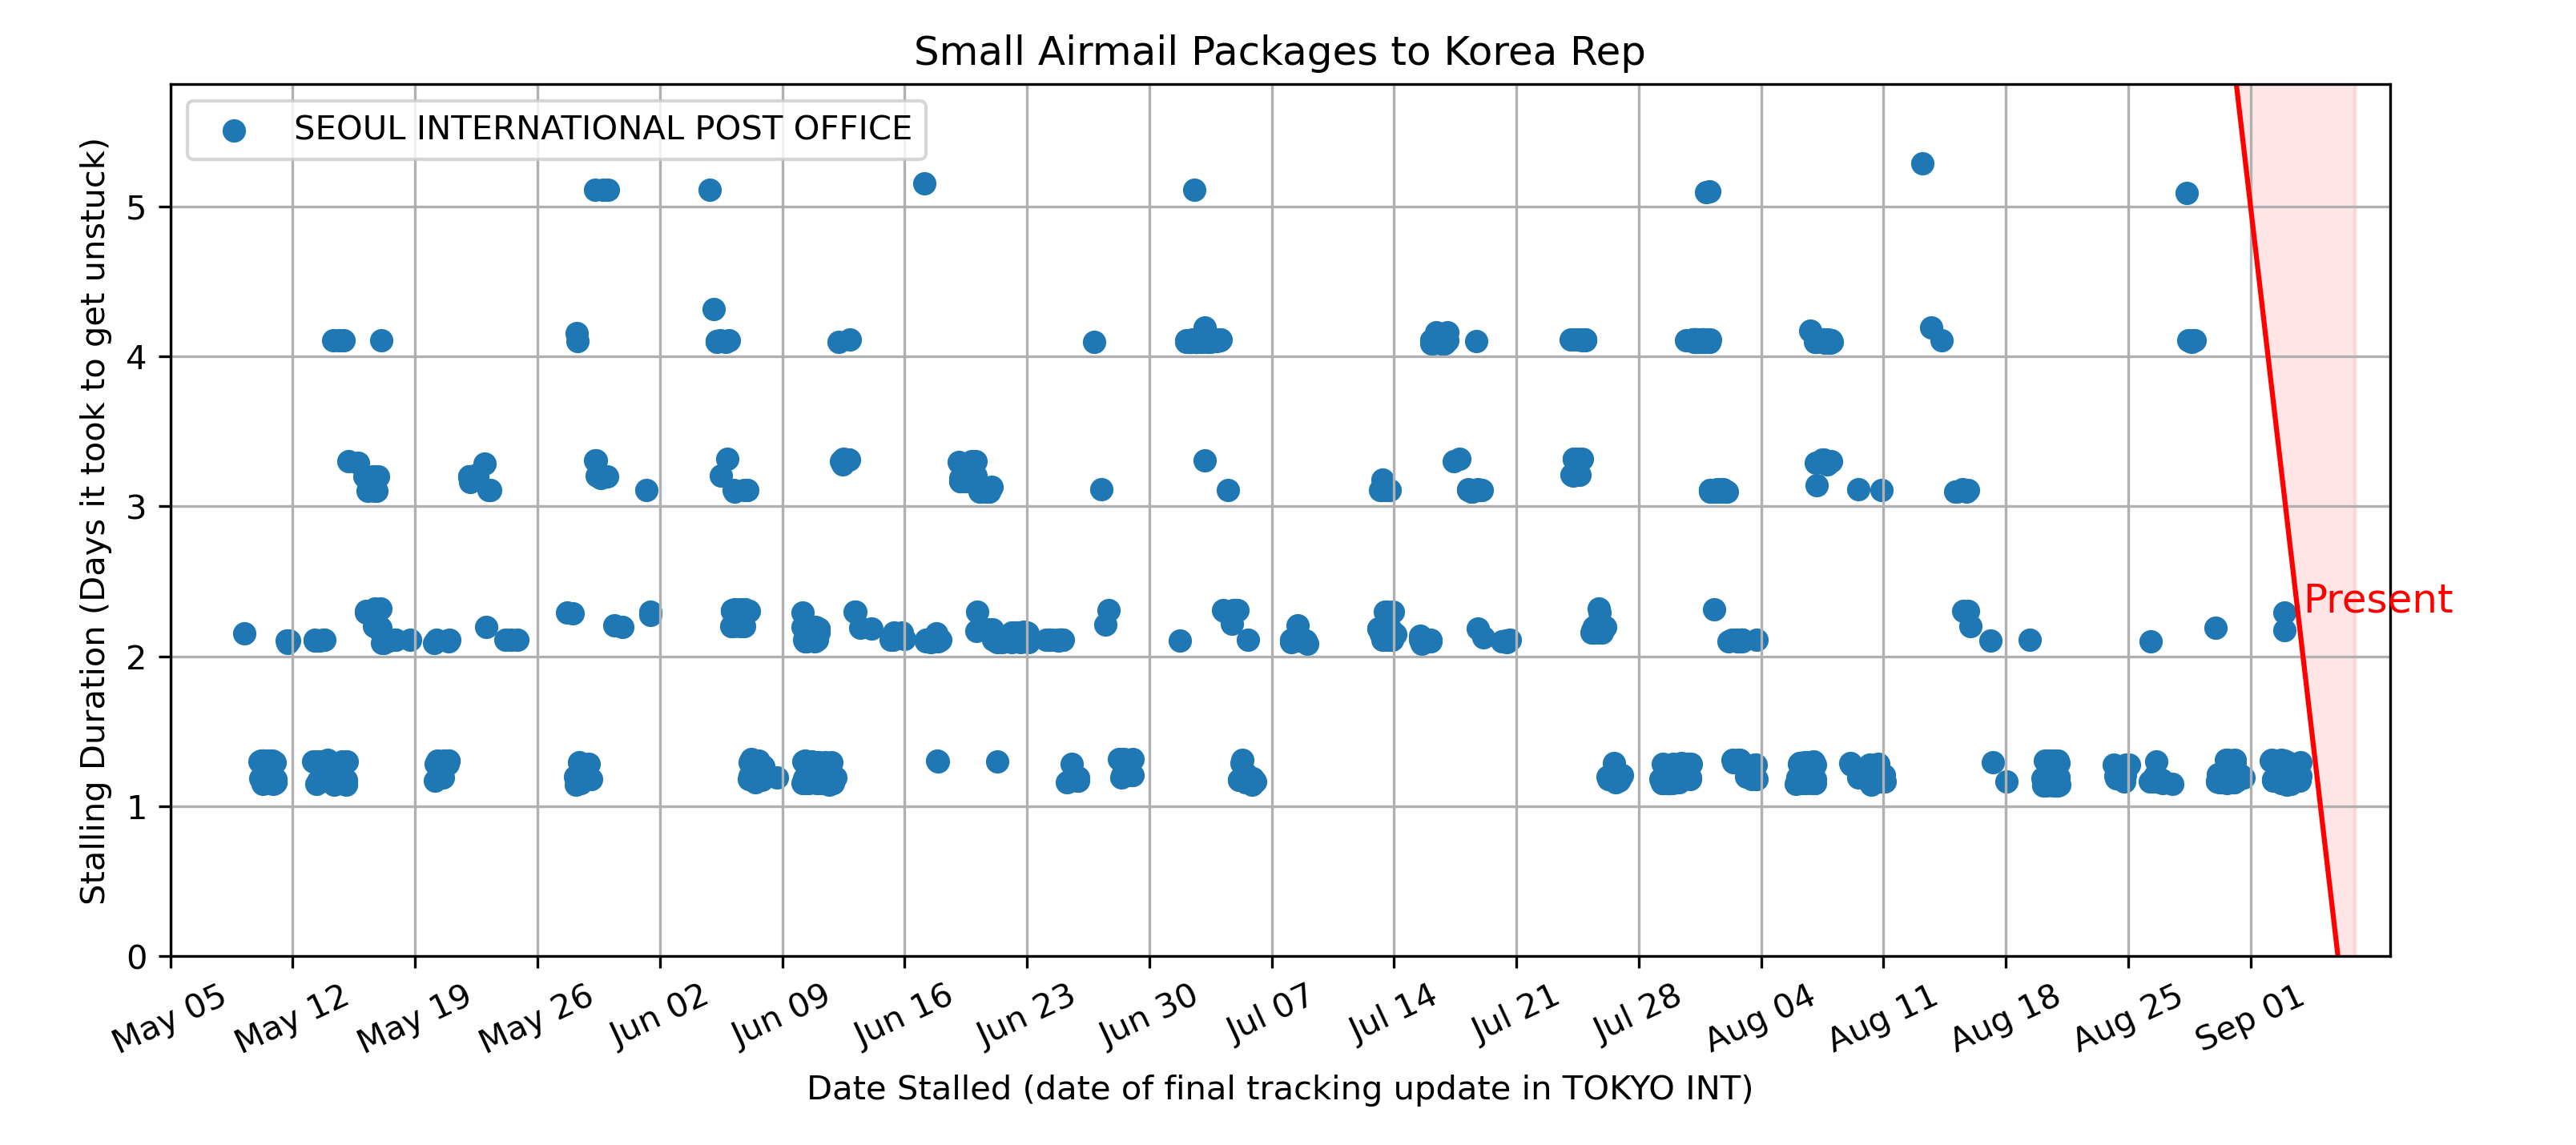 Small Airmail Packages to Korea Rep
SEOUL INTERNATIONAL POST OFFICE
Stalling Duration (Days it took to get unstuck)
5
4
3
2
1
0
Present
May 05
May 12
May 19
May 26
Jun 02
Jun 09
Jun 16
Jun 23
Jun 30
Jul 07
Jul 14
Jul 21
Jul 28
Aug 04
Aug 11
Aug 18
Aug 25
Sep 01
Date Stalled (date of final tracking update in TOKYO INT)